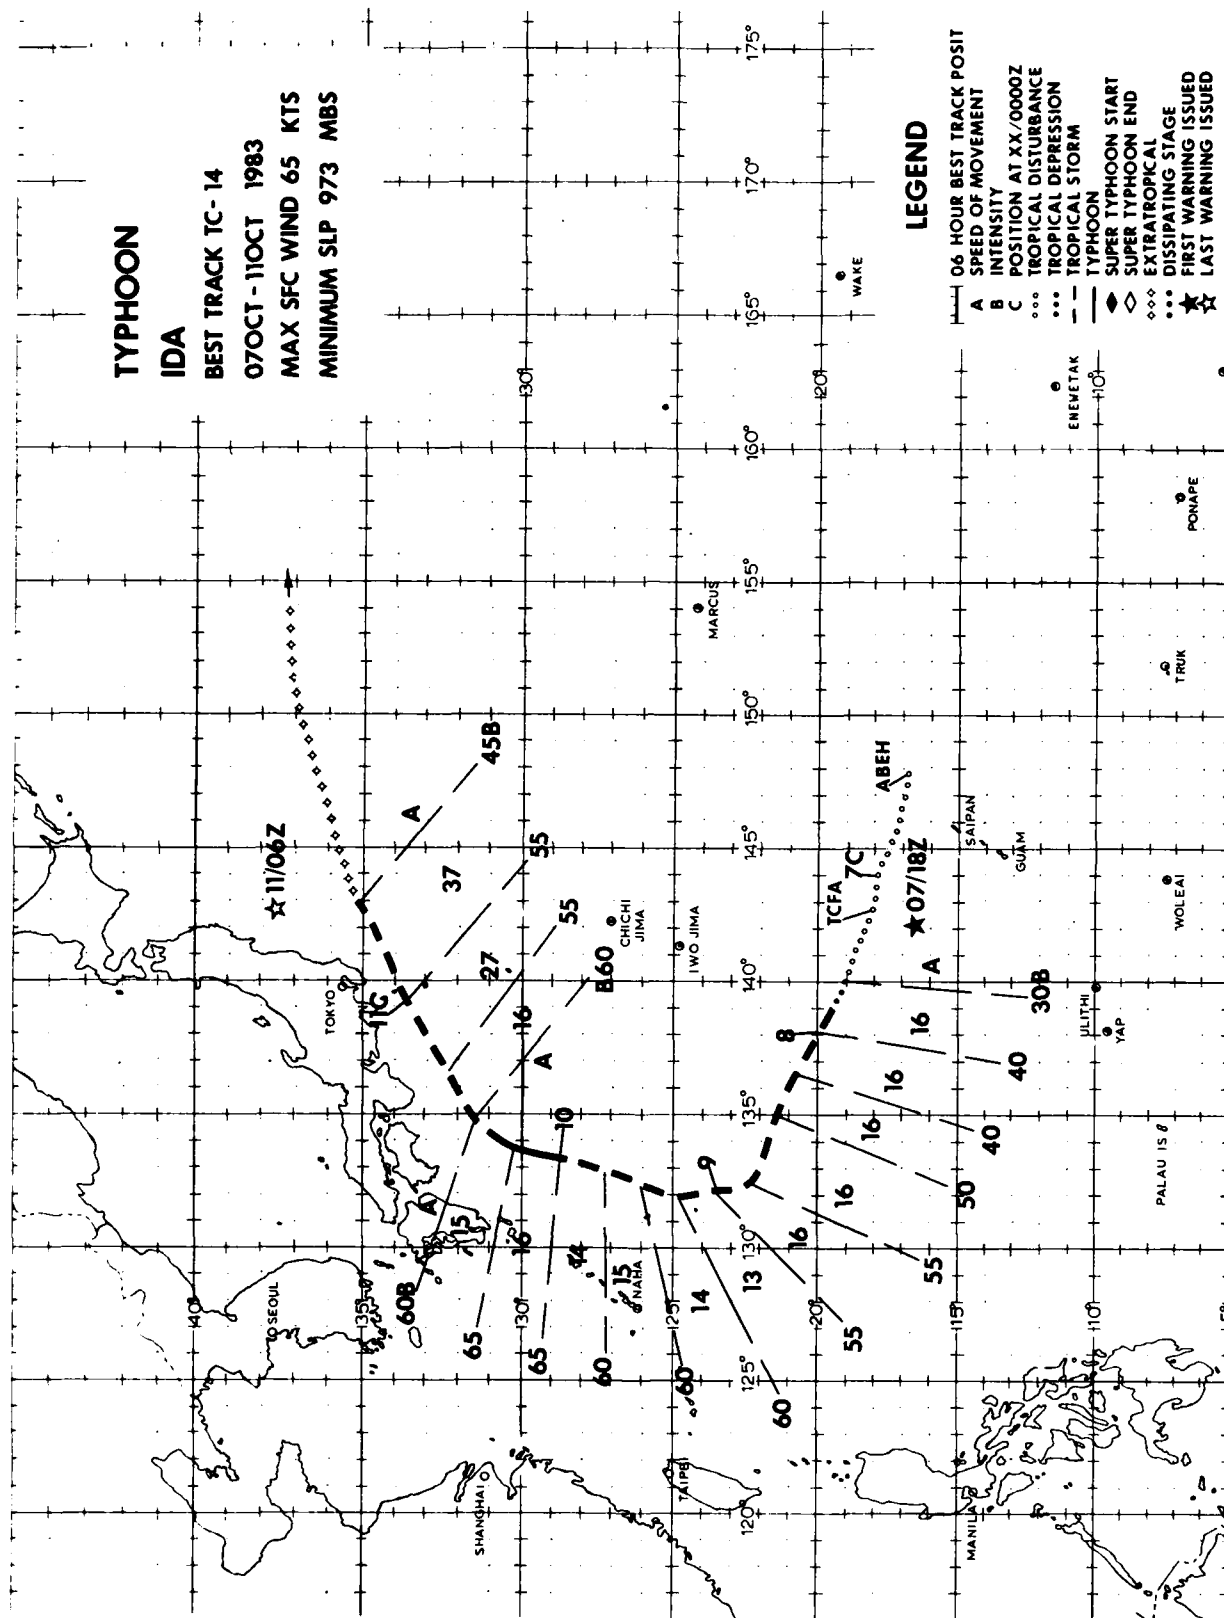 TYPHOON
IDA
BEST TRACK TC-14
07OCT-11OCT 1983
MAX SFC WIND 65 KTS
MINIMUM SLP 973 MBS
LEGEND
06 HOUR BEST TRACK POSIT
A SPEED OF MOVEMENT
B INTENSITY
C POSITION AT XX/0000Z
TROPICAL DISTURBANCE
TROPICAL DEPRESSION
TROPICAL STORM
TYPHOON
SUPER TYPHOON START
SUPER TYPHOON END
EXTRATROPICAL
DISSIPATING STAGE
FIRST WARNING ISSUED
LAST WARNING ISSUED
40°
35°
30°
25°
20°
15°
10°
30°
20°
10°
5°
120°
125°
130°
135°
140°
145°
150°
155°
160°
165°
170°
175°
SEOUL
SHANGHAI
TAIPEI
MANILA
NAHA
TOKYO
CHICHI
JIMA
IWO JIMA
MARCUS
WAKE
ENEWETAK
PONAPE
TRUK
SAIPAN
GUAM
WOLEAI
ULITHI
YAP
PALAU IS
11/06Z
45B
A
37
55
27
55
11C
16
B60
A
10
60B
A
15
65
16
65
14
60
15
60
14
60
13
55
9
16
55
16
50
16
40
16
40
8
16
30B
A
07/18Z
7C
TCFA
ABEH